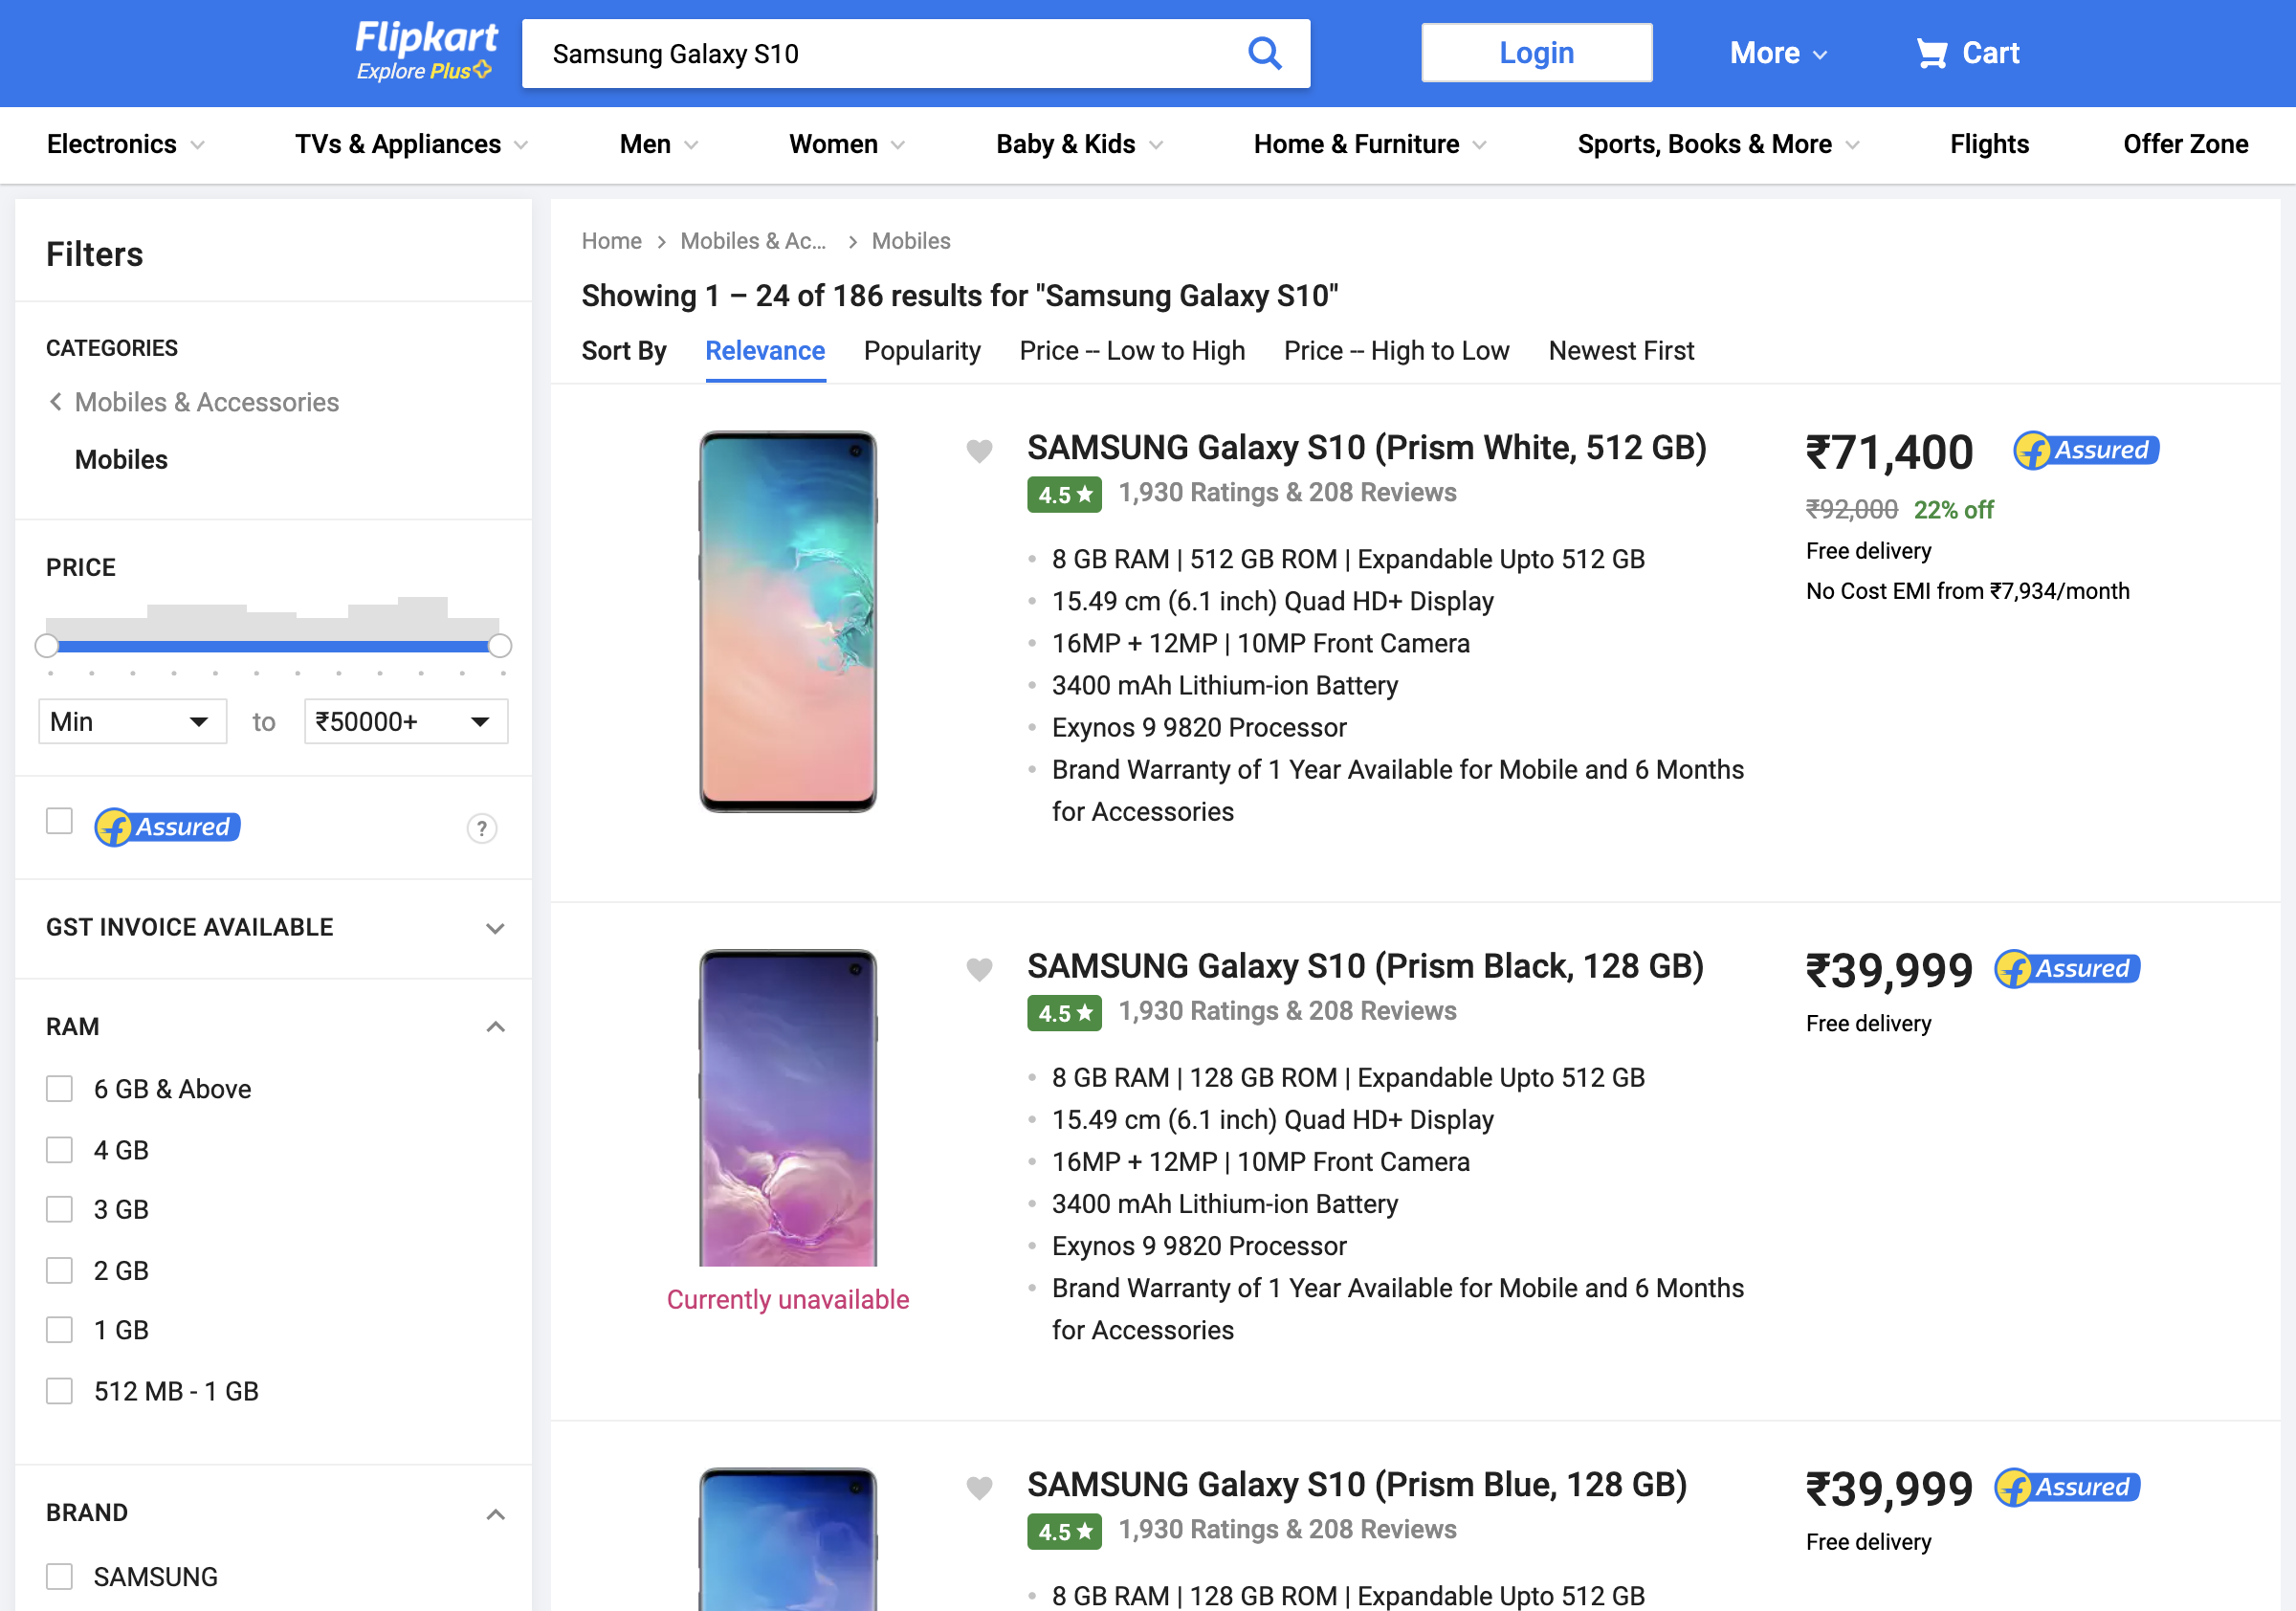 Flipkart
Explore Plus
Samsung Galaxy S10
Login
More
Cart
Electronics
TVs & Appliances
Men
Women
Baby & Kids
Home & Furniture
Sports, Books & More
Flights
Offer Zone
Filters
CATEGORIES
Mobiles & Accessories
Mobiles
PRICE
Min to ₹50000+
Assured
?
GST INVOICE AVAILABLE
RAM
6 GB & Above
4 GB
3 GB
2 GB
1 GB
512 MB - 1 GB
BRAND
SAMSUNG
Home > Mobiles & Ac... > Mobiles
Showing 1 – 24 of 186 results for "Samsung Galaxy S10"
Sort By Relevance Popularity Price -- Low to High Price -- High to Low Newest First
SAMSUNG Galaxy S10 (Prism White, 512 GB)
4.5★ 1,930 Ratings & 208 Reviews
8 GB RAM | 512 GB ROM | Expandable Upto 512 GB
15.49 cm (6.1 inch) Quad HD+ Display
16MP + 12MP | 10MP Front Camera
3400 mAh Lithium-ion Battery
Exynos 9 9820 Processor
Brand Warranty of 1 Year Available for Mobile and 6 Months
for Accessories
₹71,400 Assured
₹92,000 22% off
Free delivery
No Cost EMI from ₹7,934/month
Currently unavailable
SAMSUNG Galaxy S10 (Prism Black, 128 GB)
4.5★ 1,930 Ratings & 208 Reviews
8 GB RAM | 128 GB ROM | Expandable Upto 512 GB
15.49 cm (6.1 inch) Quad HD+ Display
16MP + 12MP | 10MP Front Camera
3400 mAh Lithium-ion Battery
Exynos 9 9820 Processor
Brand Warranty of 1 Year Available for Mobile and 6 Months
for Accessories
₹39,999 Assured
Free delivery
SAMSUNG Galaxy S10 (Prism Blue, 128 GB)
4.5★ 1,930 Ratings & 208 Reviews
8 GB RAM | 128 GB ROM | Expandable Upto 512 GB
₹39,999 Assured
Free delivery